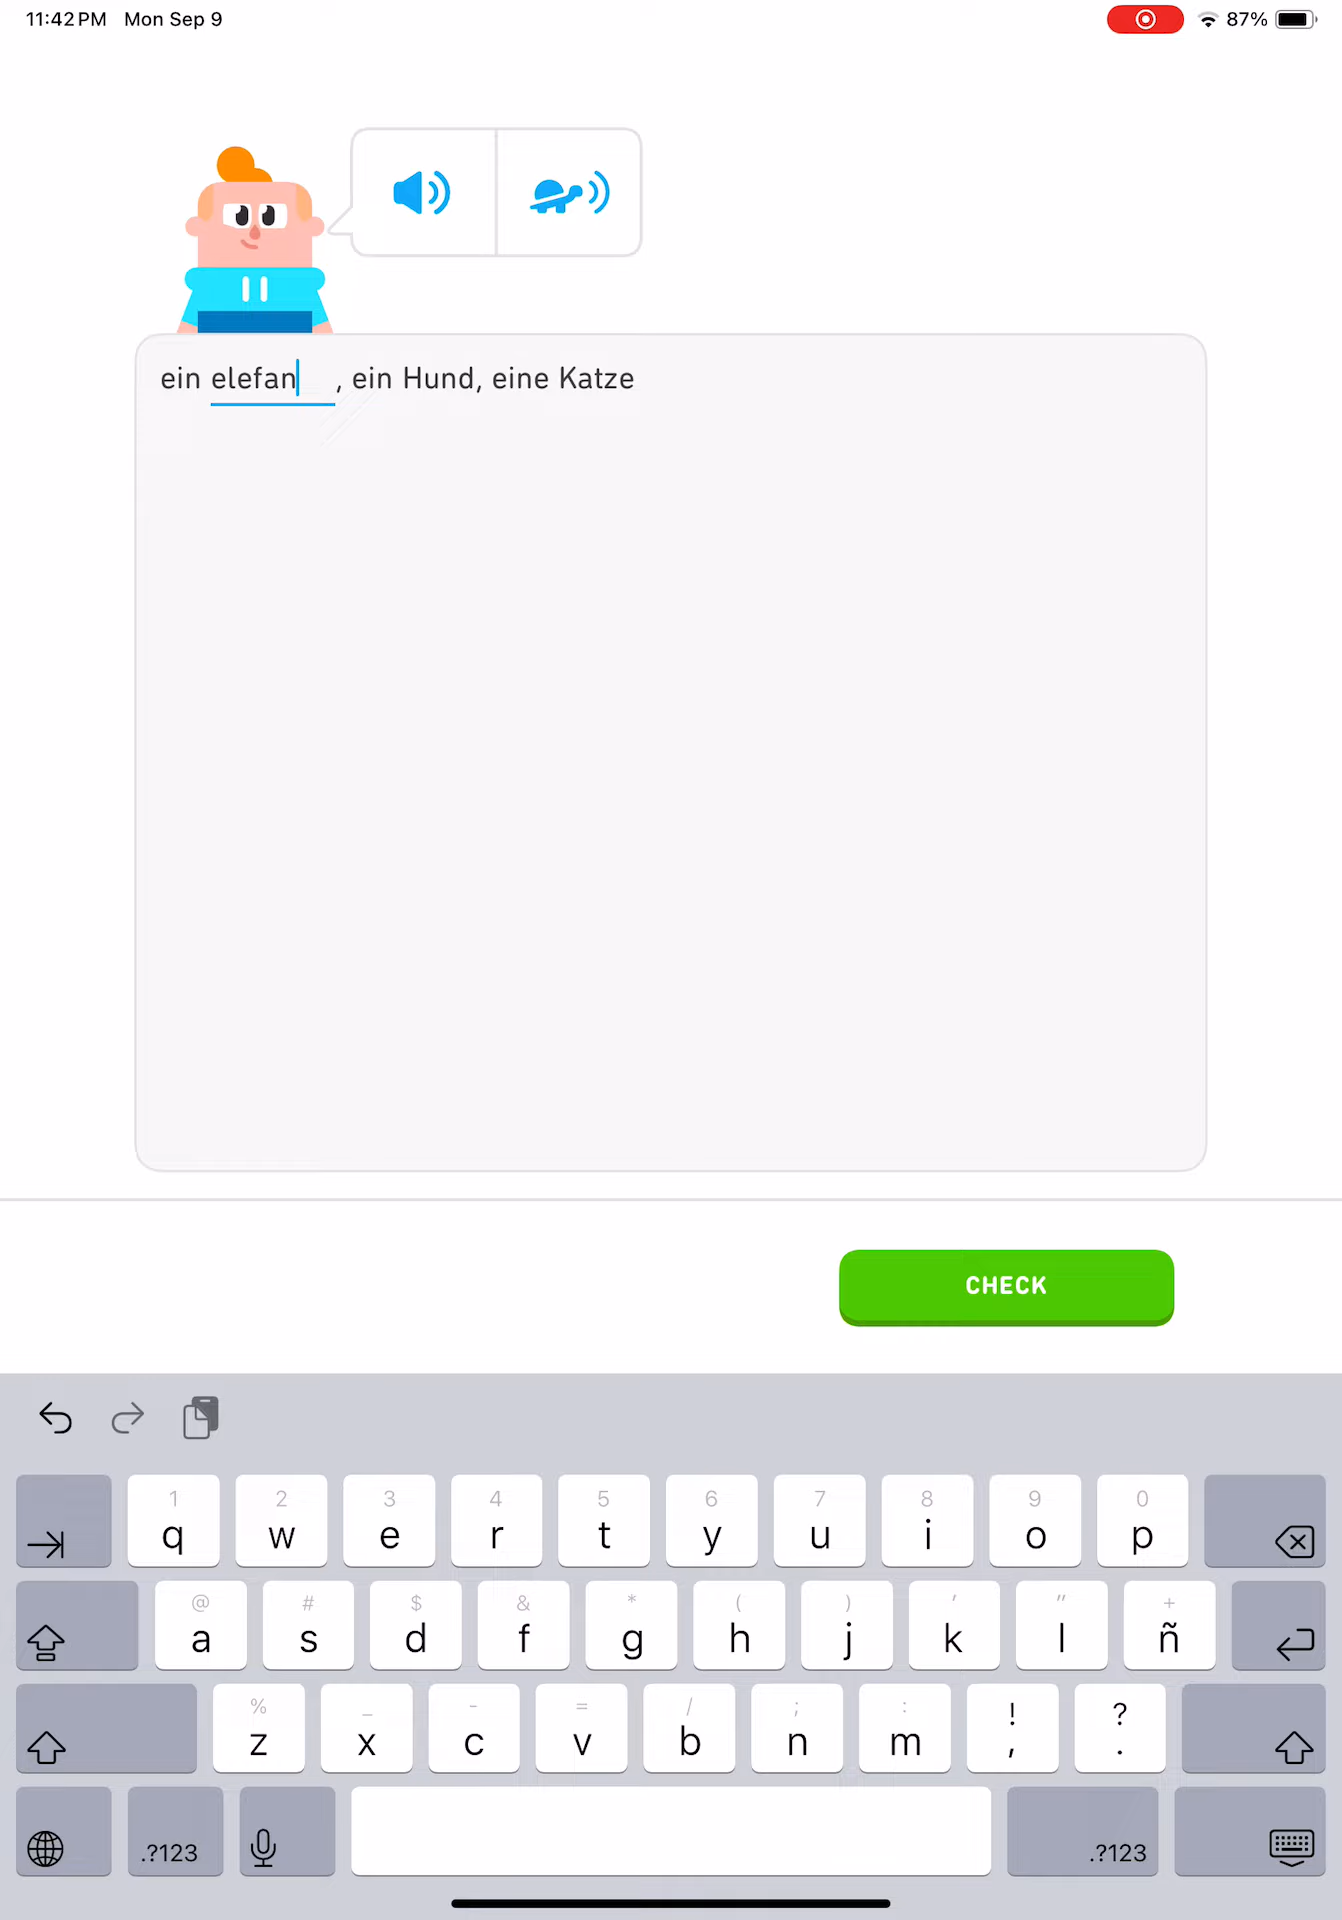 11:42 PM Mon Sep 9 87%
ein elefan , ein Hund, eine Katze
CHECK
1 2 3 4 5 6 7 8 9 0
q w e r t y u i o p
@ # $ & * ( ) ' " +
a s d f g h j k l ñ
% _ - = / ; : ! ?
z x c v b n m , .
.?123 .?123